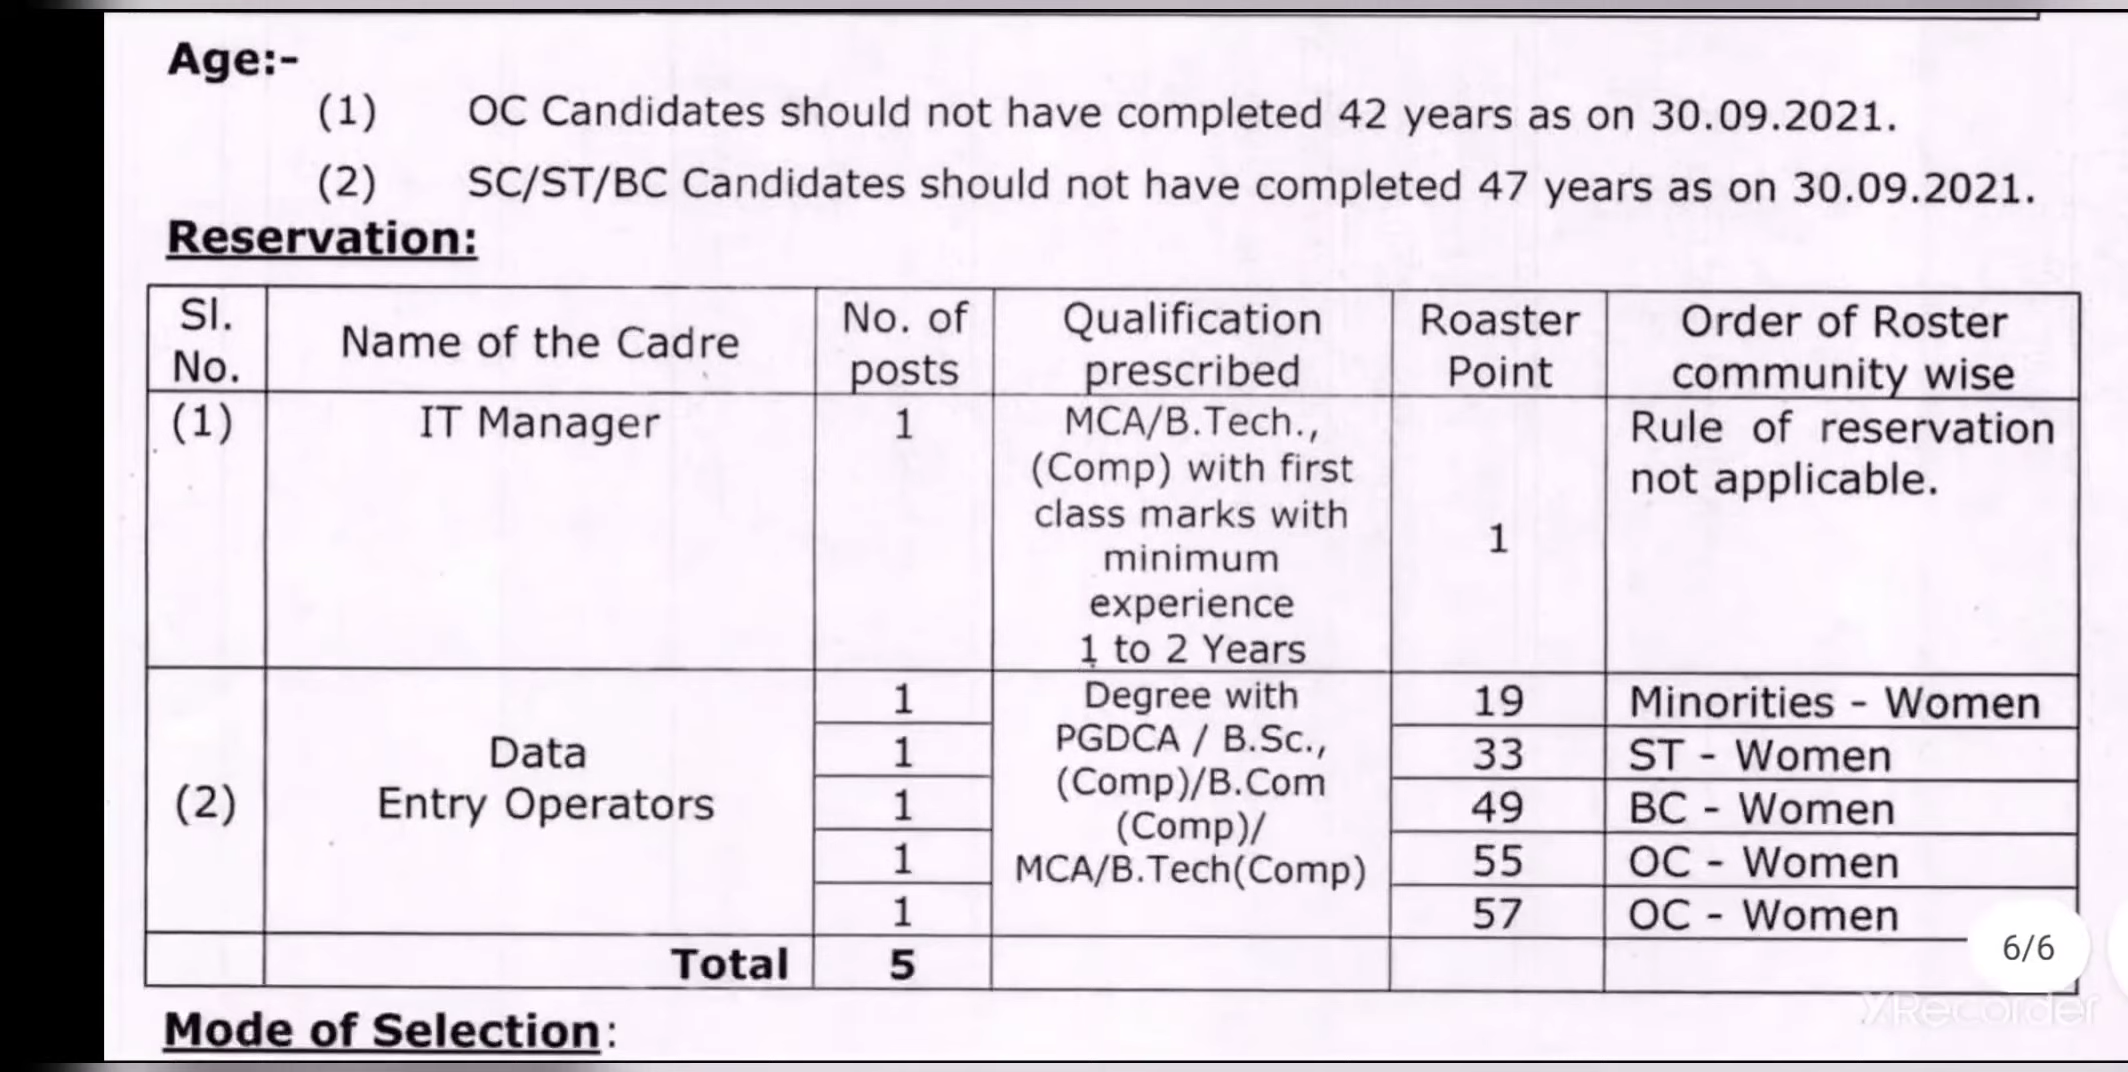 Age:-
(1) OC Candidates should not have completed 42 years as on 30.09.2021.
(2) SC/ST/BC Candidates should not have completed 47 years as on 30.09.2021.
Reservation:
Sl. No. Name of the Cadre No. of posts Qualification prescribed Roaster Point Order of Roster community wise
(1) IT Manager 1 MCA/B.Tech., 1 Rule of reservation
(Comp) with first not applicable.
class marks with
minimum
experience
1 to 2 Years
(2) Data Entry Operators
1 Degree with 19 Minorities - Women
1 PGDCA / B.Sc., 33 ST - Women
1 (Comp)/B.Com 49 BC - Women
(Comp)/
1 MCA/B.Tech(Comp) 55 OC - Women
1 57 OC - Women
Total 5
6/6
XRecorder
Mode of Selection: